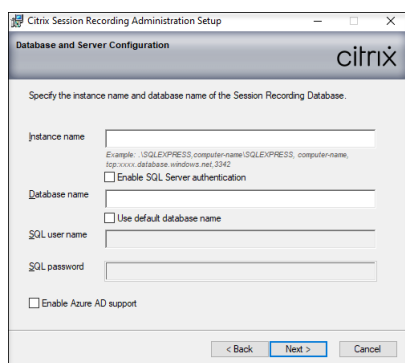 Citrix Session Recording Administration Setup
Database and Server Configuration
citrix
Specify the instance name and database name of the Session Recording Database.
Instance name
Example: .\SQLEXPRESS,computer-name\SQLEXPRESS, computer-name,
tcp:xxxx.database.windows.net,3342
Enable SQL Server authentication
Database name
Use default database name
SQL user name
SQL password
Enable Azure AD support
< Back
Next >
Cancel